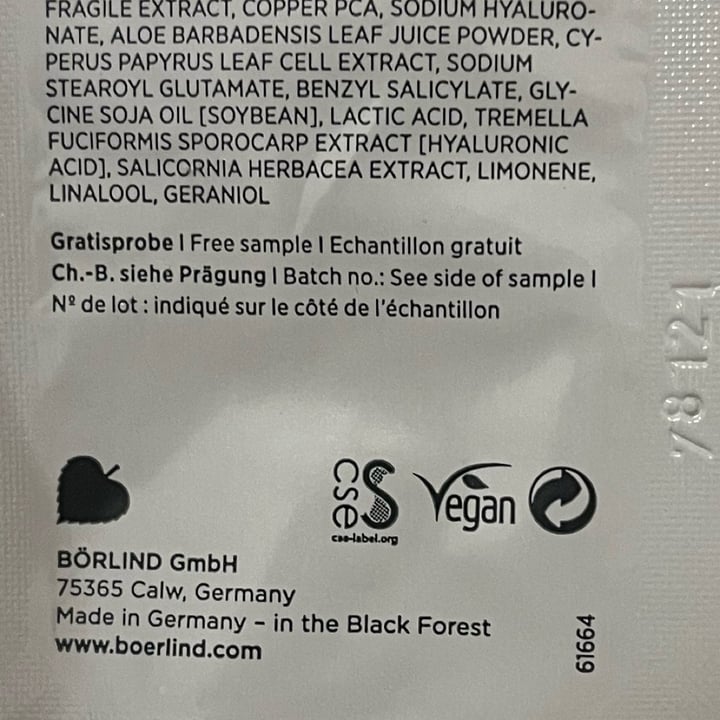 FRAGILE EXTRACT, COPPER PCA, SODIUM HYALURO-
NATE, ALOE BARBADENSIS LEAF JUICE POWDER, CY-
PERUS PAPYRUS LEAF CELL EXTRACT, SODIUM
STEAROYL GLUTAMATE, BENZYL SALICYLATE, GLY-
CINE SOJA OIL [SOYBEAN], LACTIC ACID, TREMELLA
FUCIFORMIS SPOROCARP EXTRACT [HYALURONIC
ACID], SALICORNIA HERBACEA EXTRACT, LIMONENE,
LINALOOL, GERANIOL
Gratisprobe I Free sample I Echantillon gratuit
Ch.-B. siehe Prägung I Batch no.: See side of sample I
Nº de lot : indiqué sur le côté de l'échantillon
78 121
cse
cse-label.org
Vegan
BÖRLIND GmbH
75365 Calw, Germany
Made in Germany – in the Black Forest
www.boerlind.com
61664